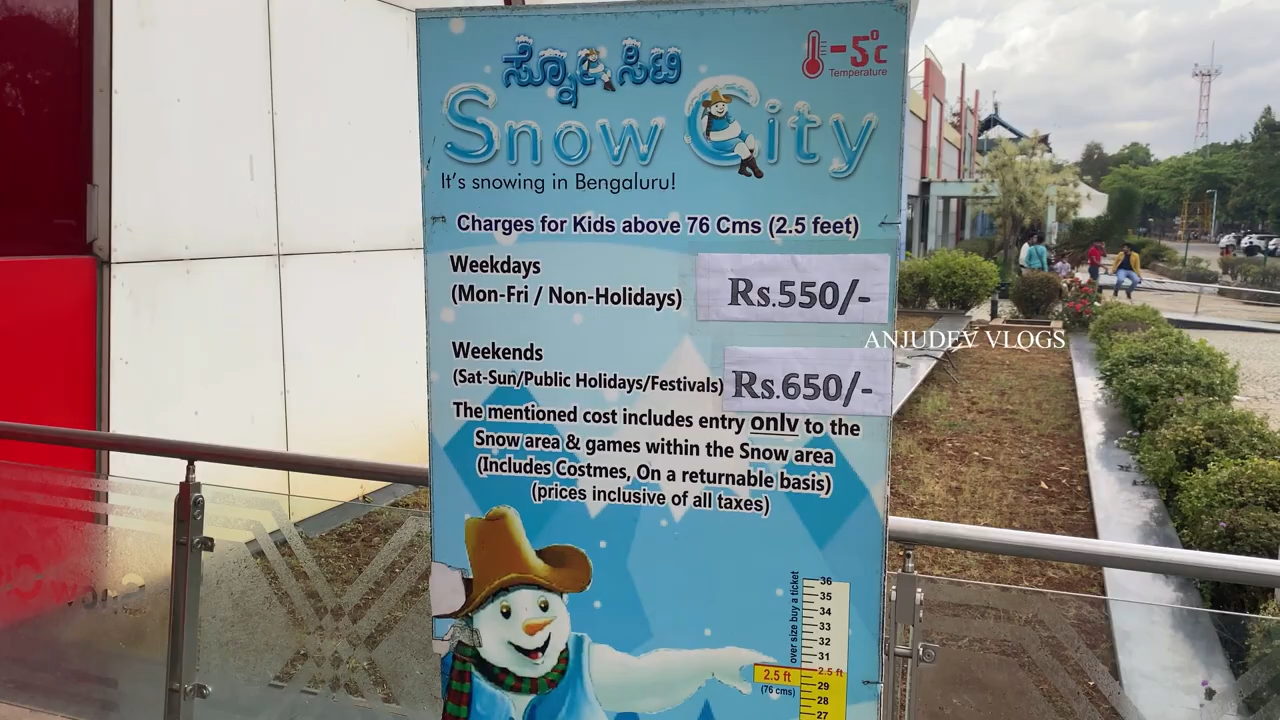 -5°c
Temperature
ಸ್ನೋ ಸಿಟಿ
Snow City
It's snowing in Bengaluru!
Charges for Kids above 76 Cms (2.5 feet)
Weekdays
(Mon-Fri / Non-Holidays)
Rs.550/-
Weekends
(Sat-Sun/Public Holidays/Festivals)
Rs.650/-
The mentioned cost includes entry only to the
Snow area & games within the Snow area
(Includes Costmes, On a returnable basis)
(prices inclusive of all taxes)
over size buy a ticket
36
35
34
33
32
31
2.5 ft
2.5 ft
(76 cms)
29
28
27
ANJUDEV VLOGS